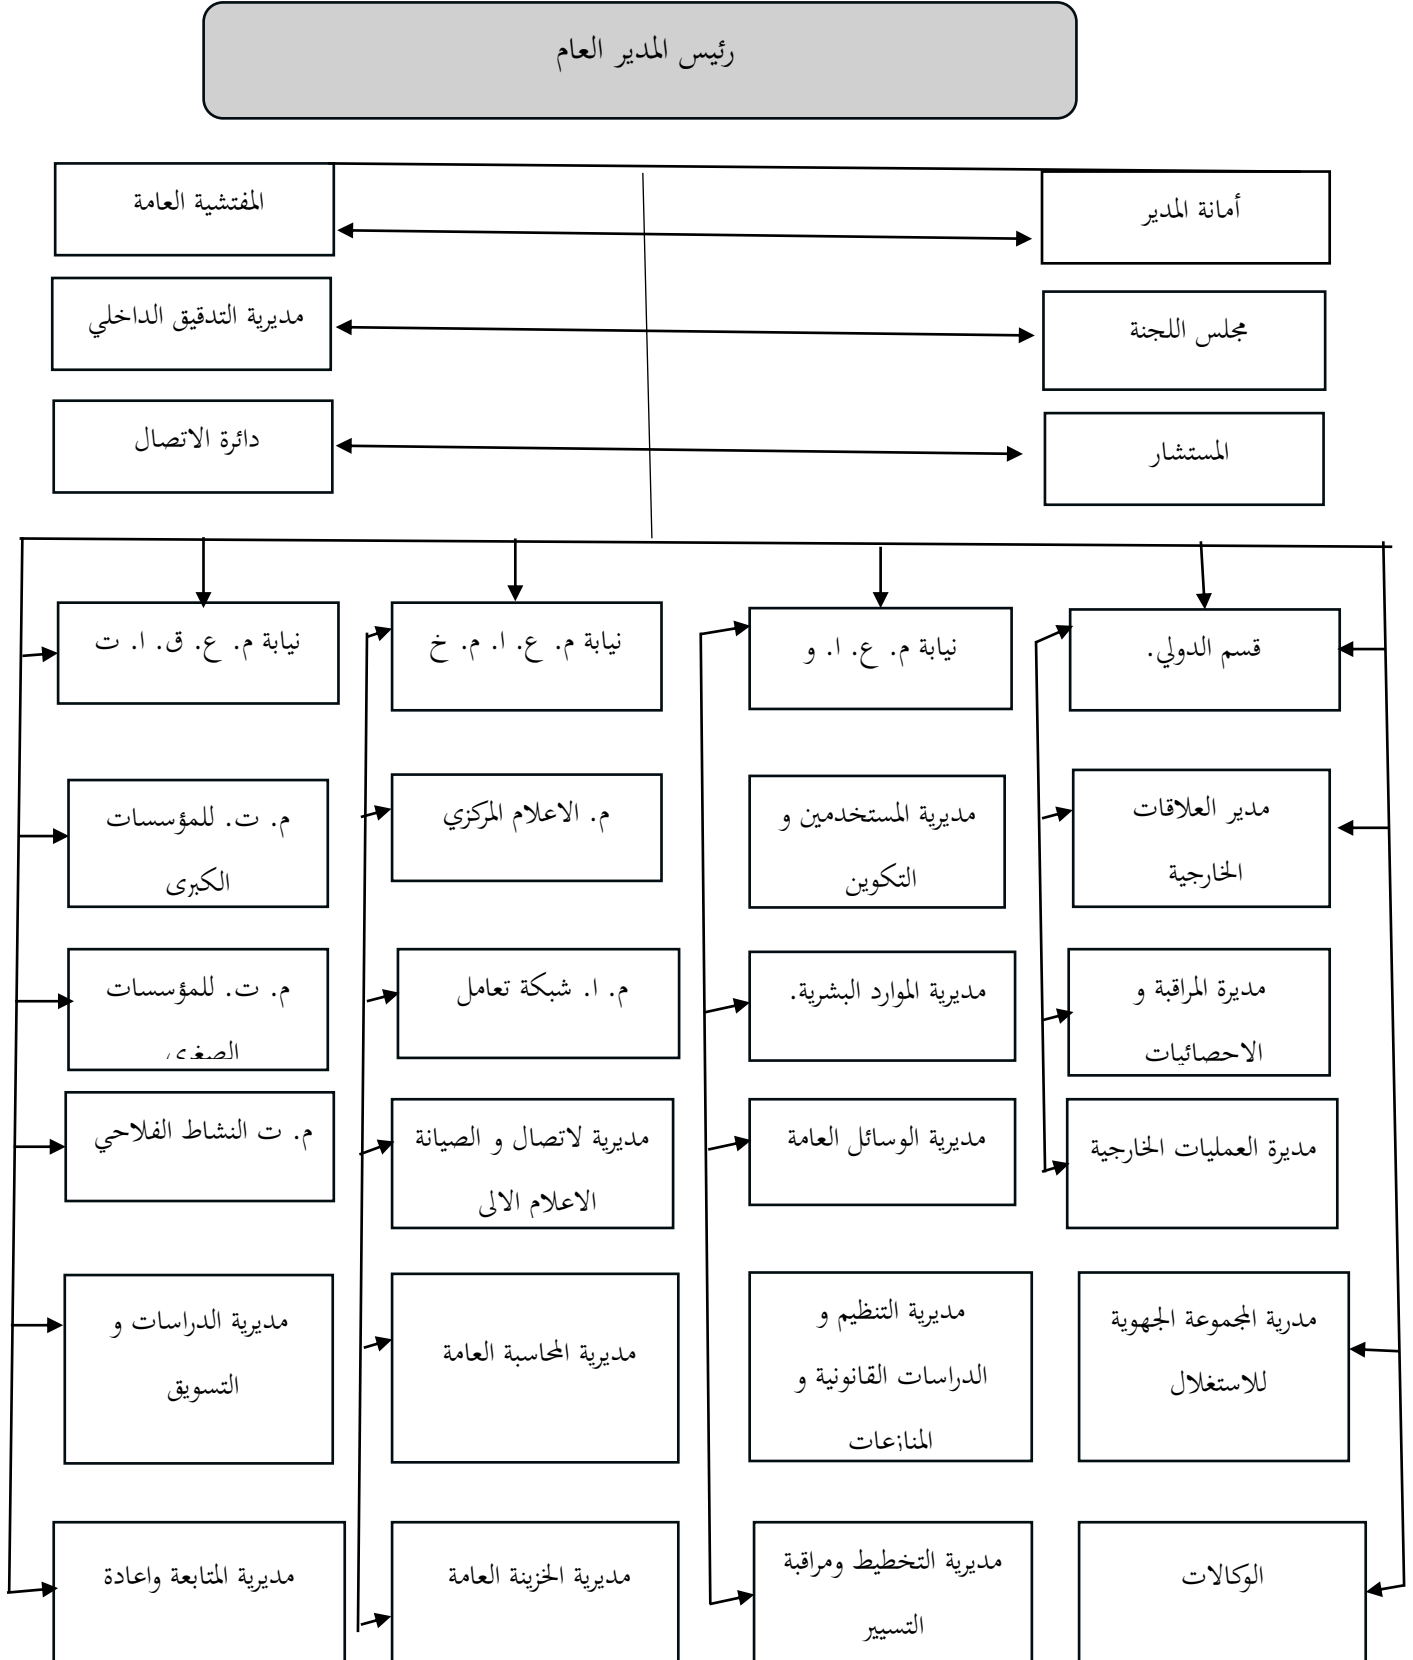 رئيس المدير العام
أمانة المدير
المفتشية العامة
مجلس اللجنة
مديرية التدقيق الداخلي
المستشار
دائرة الاتصال
قسم الدولي.
نيابة م. ع. ا. و
نيابة م. ع. ا. م. خ
نيابة م. ع. ق. ا. ت
مدير العلاقات
الخارجية
مديرية المستخدمين و
التكوين
م. الاعلام المركزي
م. ت. للمؤسسات
الكبرى
مديرة المراقبة و
الاحصائيات
مديرية الموارد البشرية.
م. ا. شبكة تعامل
م. ت. للمؤسسات
الصغرى
مديرة العمليات الخارجية
مديرية الوسائل العامة
مديرية لاتصال و الصيانة
الاعلام الالى
م. ت النشاط الفلاحي
مدرية المجموعة الجهوية
للاستغلال
مديرية التنظيم و
الدراسات القانونية و
المنازعات
مديرية المحاسبة العامة
مديرية الدراسات و
التسويق
الوكالات
مديرية التخطيط ومراقبة
التسيير
مديرية الخزينة العامة
مديرية المتابعة واعادة